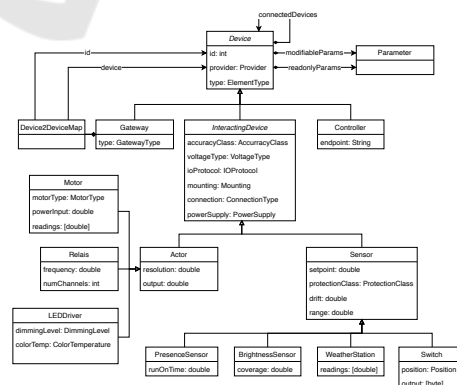 connectedDevices
Device
id: int
provider: Provider
type: ElementType
id
device
modifiableParams
readonlyParams
Parameter
Device2DeviceMap
Gateway
type: GatewayType
InteractingDevice
accuracyClass: AccurracyClass
voltageType: VoltageType
ioProtocol: IOProtocol
mounting: Mounting
connection: ConnectionType
powerSupply: PowerSupply
Controller
endpoint: String
Motor
motorType: MotorType
powerInput: double
readings: [double]
Relais
frequency: double
numChannels: int
LEDDriver
dimmingLevel: DimmingLevel
colorTemp: ColorTemperature
Actor
resolution: double
output: double
Sensor
setpoint: double
protectionClass: ProtectionClass
drift: double
range: double
PresenceSensor
runOnTime: double
BrightnessSensor
coverage: double
WeatherStation
readings: [double]
Switch
position: Position
output: [byte]